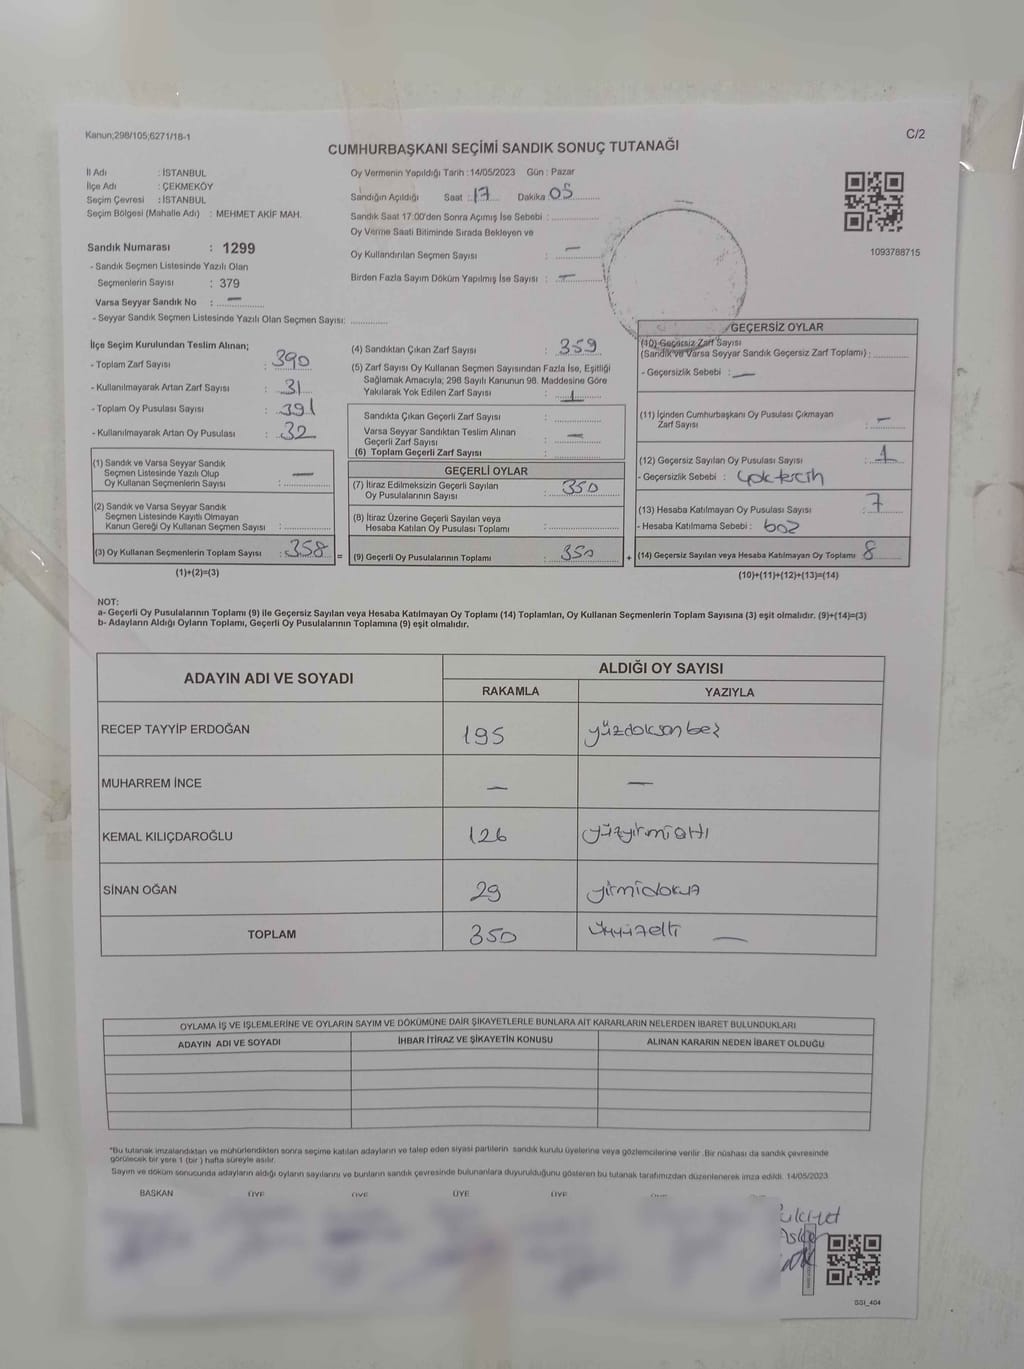 Kanun;298/105;6271/18-1
C/2
CUMHURBAŞKANI SEÇİMİ SANDIK SONUÇ TUTANAĞI
İl Adı : İSTANBUL
İlçe Adı : ÇEKMEKÖY
Seçim Çevresi : İSTANBUL
Seçim Bölgesi (Mahalle Adı) : MEHMET AKİF MAH.
Sandık Numarası : 1299
- Sandık Seçmen Listesinde Yazılı Olan
Seçmenlerin Sayısı : 379
Varsa Seyyar Sandık No : —
- Seyyar Sandık Seçmen Listesinde Yazılı Olan Seçmen Sayısı: ............
Oy Vermenin Yapıldığı Tarih : 14/05/2023 Gün : Pazar
Sandığın Açıldığı Saat : 17 Dakika 05
Sandık Saat 17:00'den Sonra Açımış İse Sebebi : ............
Oy Verme Saati Bitiminde Sırada Bekleyen ve
Oy Kullandırılan Seçmen Sayısı : —
Birden Fazla Sayım Döküm Yapılmış İse Sayısı : —
1093788715
İlçe Seçim Kurulundan Teslim Alınan;
- Toplam Zarf Sayısı : 390
- Kullanılmayarak Artan Zarf Sayısı : 31
- Toplam Oy Pusulası Sayısı : 391
- Kullanılmayarak Artan Oy Pusulası : 32
(1) Sandık ve Varsa Seyyar Sandık
Seçmen Listesinde Yazılı Olup
Oy Kullanan Seçmenlerin Sayısı : —
(2) Sandık ve Varsa Seyyar Sandık
Seçmen Listesinde Kayıtlı Olmayan
Kanun Gereği Oy Kullanan Seçmen Sayısı : ............
(3) Oy Kullanan Seçmenlerin Toplam Sayısı : 358 =
(1)+(2)=(3)
(4) Sandıktan Çıkan Zarf Sayısı : 359
(5) Zarf Sayısı Oy Kullanan Seçmen Sayısından Fazla İse, Eşitliği
Sağlamak Amacıyla; 298 Sayılı Kanunun 98. Maddesine Göre
Yakılarak Yok Edilen Zarf Sayısı : 1
Sandıkta Çıkan Geçerli Zarf Sayısı : ............
Varsa Seyyar Sandıktan Teslim Alınan
Geçerli Zarf Sayısı : —
(6) Toplam Geçerli Zarf Sayısı : ............
GEÇERLİ OYLAR
(7) İtiraz Edilmeksizin Geçerli Sayılan
Oy Pusulalarının Sayısı : 350
(8) İtiraz Üzerine Geçerli Sayılan veya
Hesaba Katılan Oy Pusulası Toplamı : ............
(9) Geçerli Oy Pusulalarının Toplamı : 350 +
GEÇERSİZ OYLAR
(10) Geçersiz Zarf Sayısı
(Sandık ve Varsa Seyyar Sandık Geçersiz Zarf Toplamı) : ............
- Geçersizlik Sebebi : —
(11) İçinden Cumhurbaşkanı Oy Pusulası Çıkmayan
Zarf Sayısı : —
(12) Geçersiz Sayılan Oy Pusulası Sayısı : 1
- Geçersizlik Sebebi : Çok tercih
(13) Hesaba Katılmayan Oy Pusulası Sayısı : 7
- Hesaba Katılmama Sebebi : boz
(14) Geçersiz Sayılan veya Hesaba Katılmayan Oy Toplamı 8
(10)+(11)+(12)+(13)=(14)
NOT:
a- Geçerli Oy Pusulalarının Toplamı (9) ile Geçersiz Sayılan veya Hesaba Katılmayan Oy Toplamı (14) Toplamları, Oy Kullanan Seçmenlerin Toplam Sayısına (3) eşit olmalıdır. (9)+(14)=(3)
b- Adayların Aldığı Oyların Toplamı, Geçerli Oy Pusulalarının Toplamına (9) eşit olmalıdır.
ADAYIN ADI VE SOYADI
ALDIĞI OY SAYISI
RAKAMLA YAZIYLA
RECEP TAYYİP ERDOĞAN 195 yüzdoksanbeş
MUHARREM İNCE — —
KEMAL KILIÇDAROĞLU 126 yüzyirmialtı
SİNAN OĞAN 29 yirmidokuz
TOPLAM 350 üçyüzelli —
OYLAMA İŞ VE İŞLEMLERİNE VE OYLARIN SAYIM VE DÖKÜMÜNE DAİR ŞİKAYETLERLE BUNLARA AİT KARARLARIN NELERDEN İBARET BULUNDUKLARI
ADAYIN ADI VE SOYADI İHBAR İTİRAZ VE ŞİKAYETİN KONUSU ALINAN KARARIN NEDEN İBARET OLDUĞU
*Bu tutanak imzalandıktan ve mühürlendikten sonra seçime katılan adayların ve talep eden siyasi partilerin sandık kurulu üyelerine veya gözlemcilerine verilir .Bir nüshası da sandık çevresinde
görülecek bir yere 1 (bir ) hafta süreyle asılır.
Sayım ve döküm sonucunda adayların aldığı oyların sayılarını ve bunların sandık çevresinde bulunanlara duyurulduğunu gösteren bu tutanak tarafımızdan düzenlenerek imza edildi. 14/05/2023
BAŞKAN ÜYE ÜYE ÜYE ÜYE
SSI_404